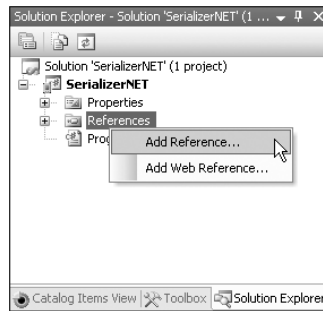 Solution Explorer - Solution 'SerializerNET' (1 ...
Solution 'SerializerNET' (1 project)
SerializerNET
Properties
References
Prog
Add Reference...
Add Web Reference...
Catalog Items View
Toolbox
Solution Explorer